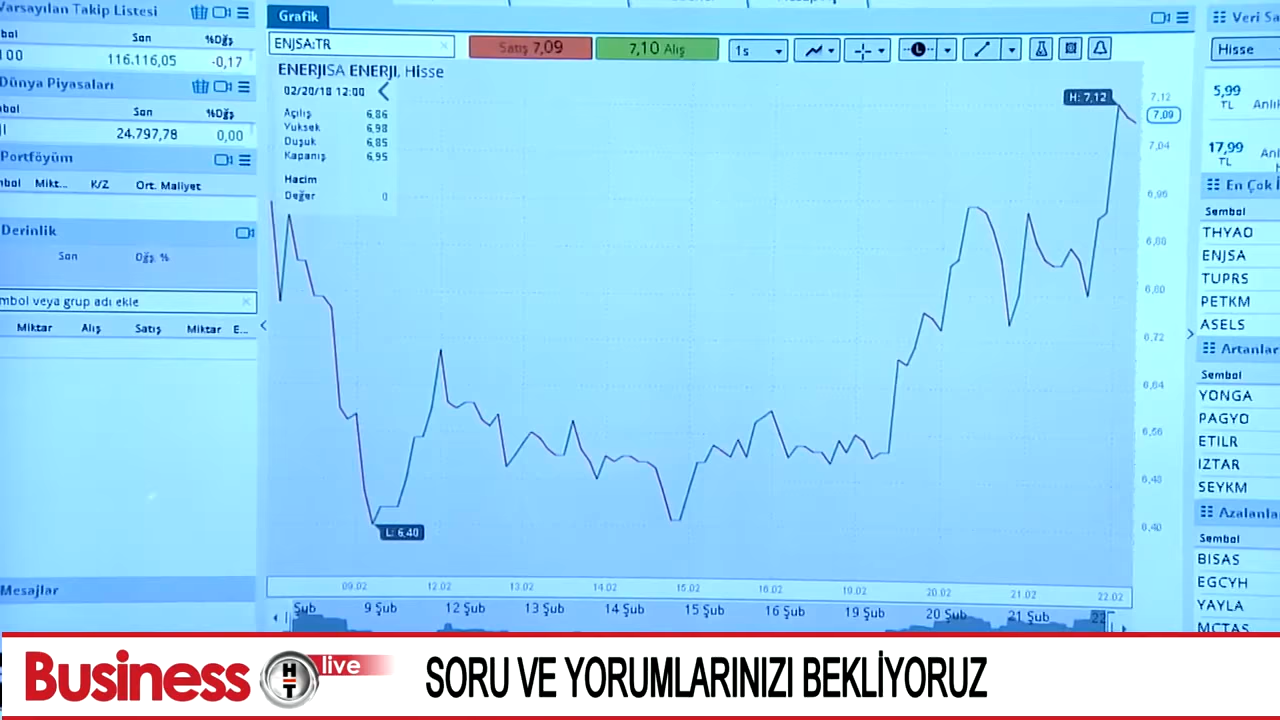 Varsayılan Takip Listesi
Son %Dğş
100 116.116,05 -0,17
Dünya Piyasaları
Son %Dğş
24.797,78 0,00
Portföyüm
Mikt... K/Z Ort. Maliyet
Derinlik
Son Dğş. %
mbol veya grup adı ekle
Miktar Alış Satış Miktar E...
Mesajlar
Grafik
ENJSA:TR
Satış 7,09
7,10 Alış
1s
ENERJISA ENERJI, Hisse
02/20/18 12:00
Açılış 6,86
Yuksek 6,98
Duşuk 6,85
Kapanış 6,95
Hacim
Değer 0
H: 7,12
L: 6,40
7,12
7,09
7,04
6,96
6,88
6,80
6,72
6,64
6,56
6,48
6,40
09.02 12.02 13.02 14.02 15.02 16.02 19.02 20.02 21.02 22.02
Şub 9 Şub 12 Şub 13 Şub 14 Şub 15 Şub 16 Şub 19 Şub 20 Şub 21 Şub 22
Veri Sa
Hisse
5,99
TL
Anlık
17,99
TL
Anl
En Çok İ
Sembol
THYAO
ENJSA
TUPRS
PETKM
ASELS
Artanlar
Sembol
YONGA
PAGYO
ETILR
IZTAR
SEYKM
Azalanla
Sembol
BISAS
EGCYH
YAYLA
MCTAS
Business HT live
SORU VE YORUMLARINIZI BEKLİYORUZ